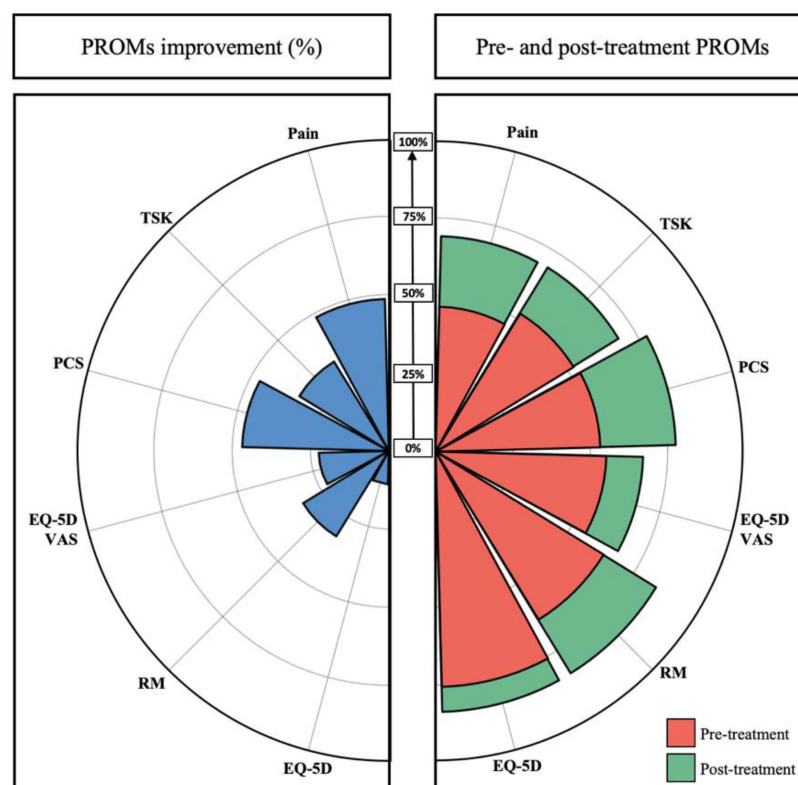 PROMs improvement (%)
Pre- and post-treatment PROMs
Pain
TSK
PCS
EQ-5D
VAS
RM
EQ-5D
100%
75%
50%
25%
0%
Pain
TSK
PCS
EQ-5D
VAS
RM
EQ-5D
Pre-treatment
Post-treatment